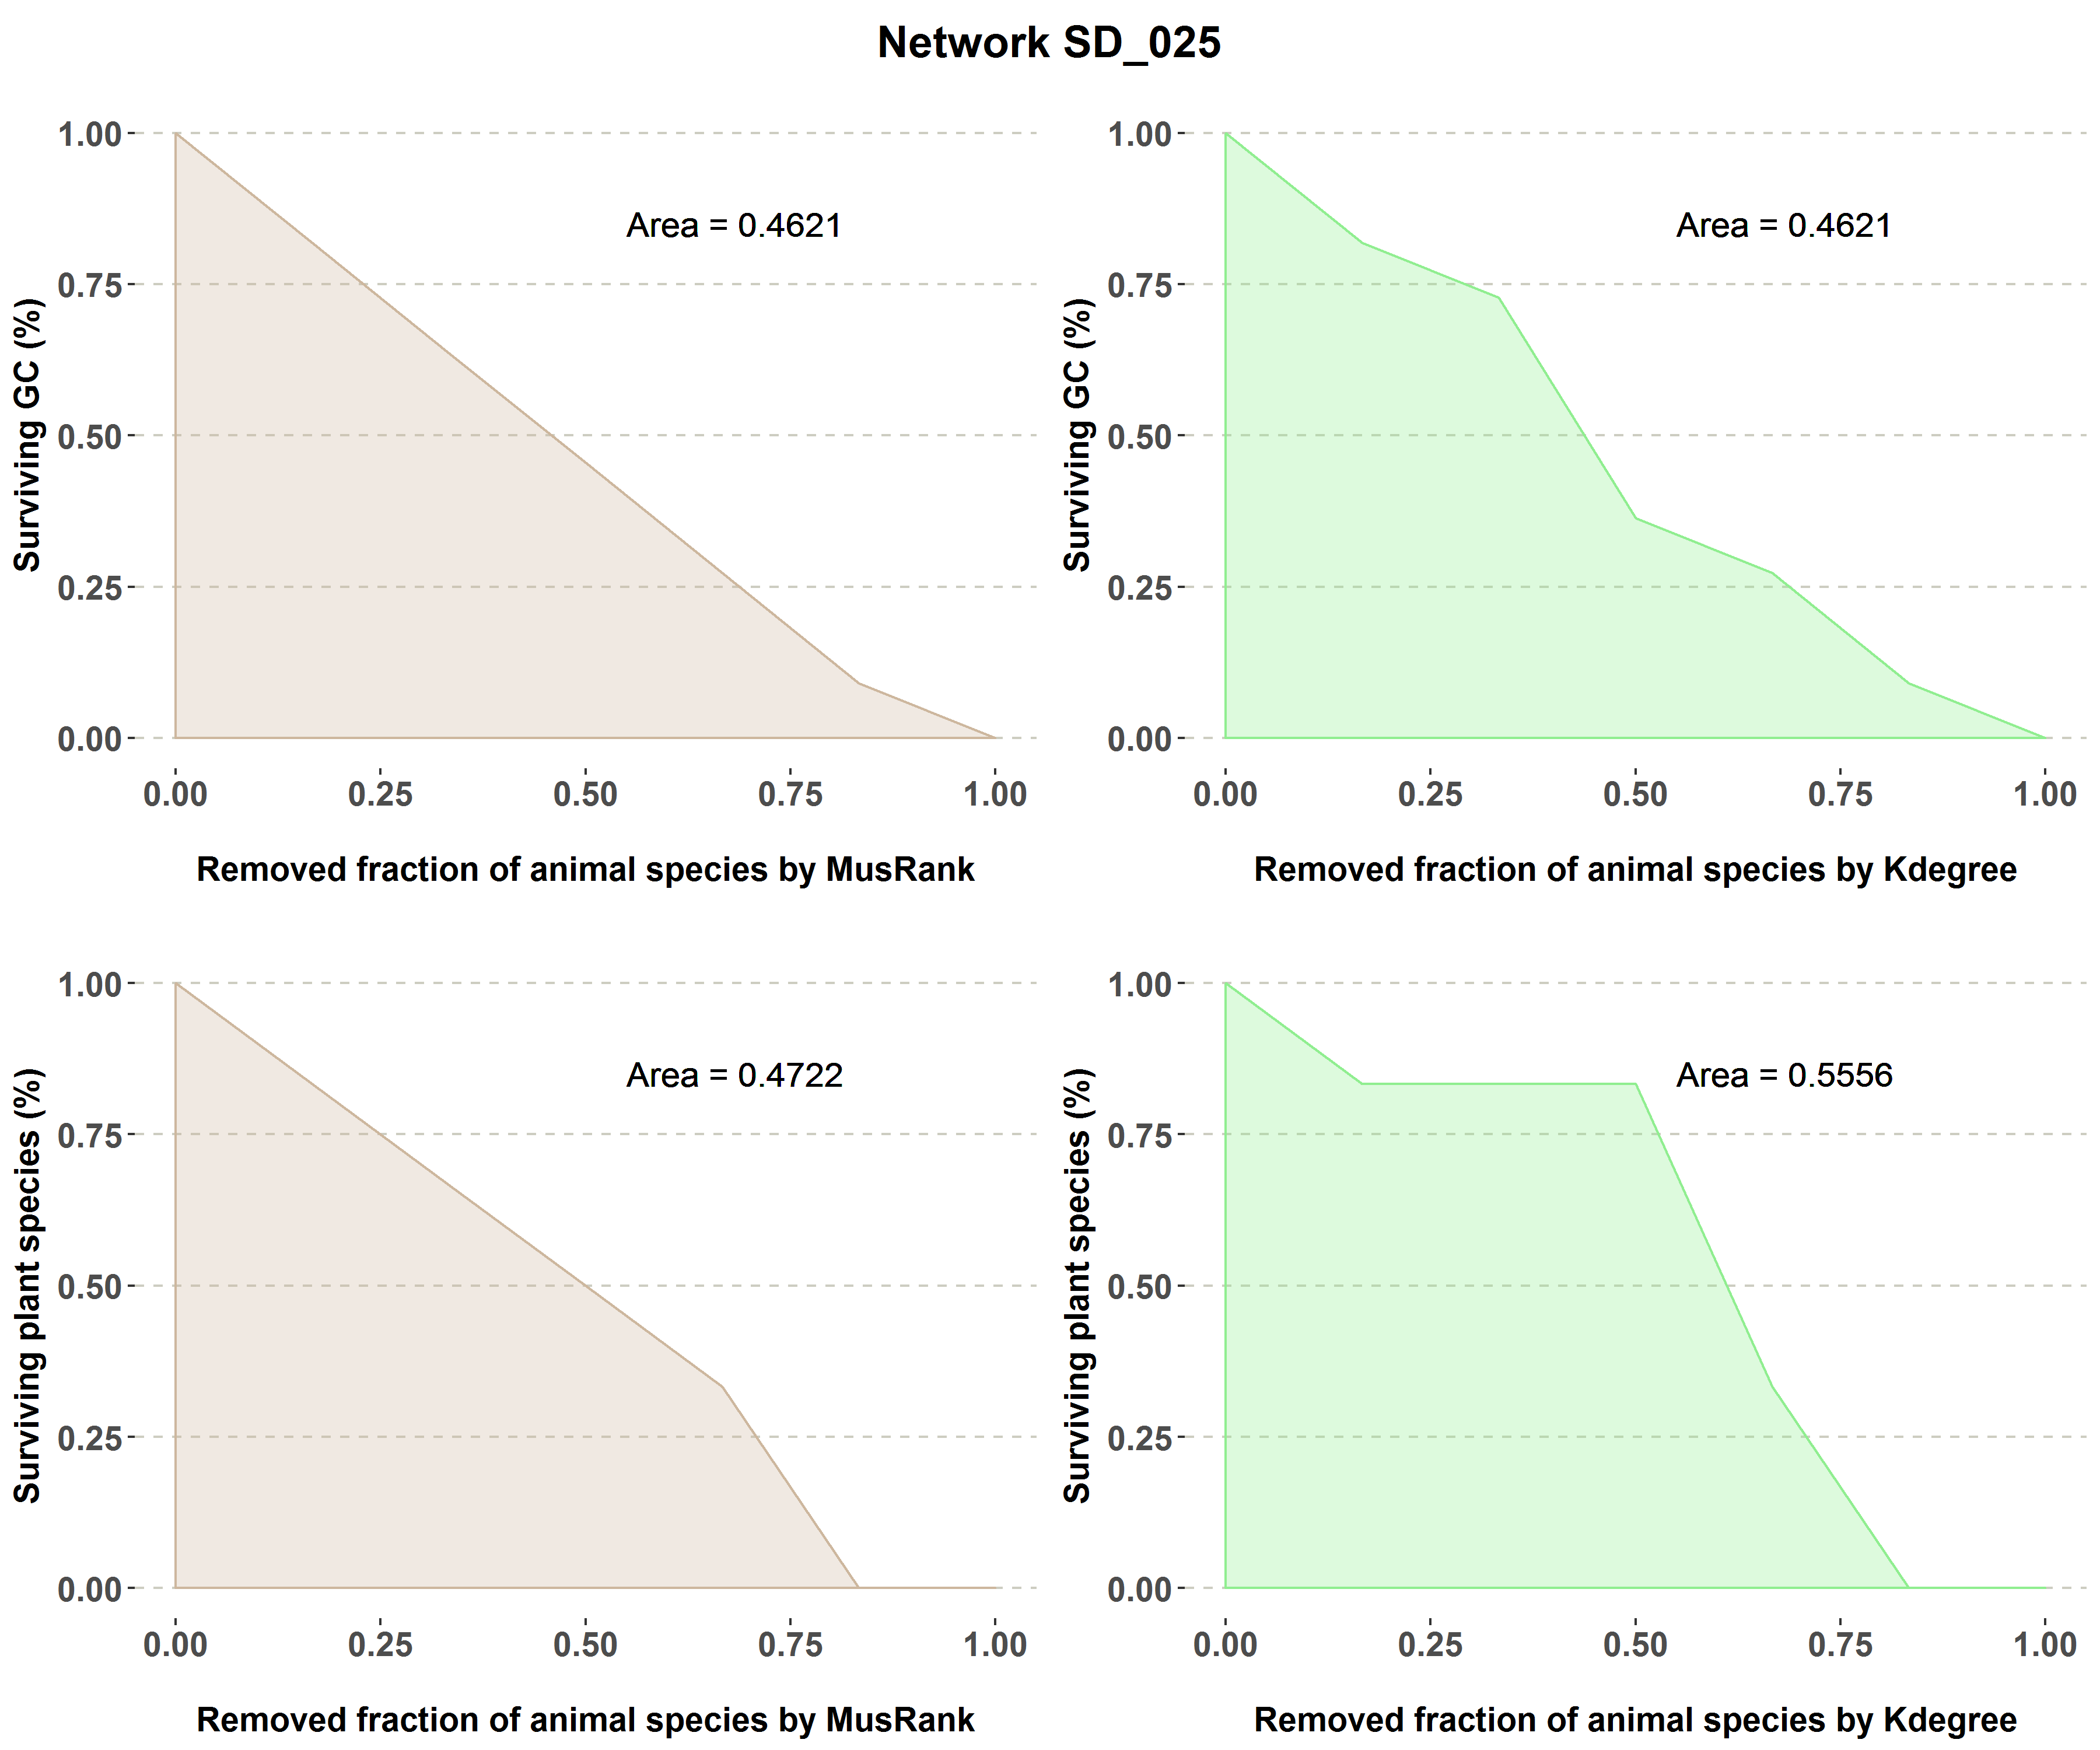 Network SD_025
1.00
0.75
0.50
0.25
0.00
Surviving GC (%)
Area = 0.4621
0.00 0.25 0.50 0.75 1.00
Removed fraction of animal species by MusRank
1.00
0.75
0.50
0.25
0.00
Surviving GC (%)
Area = 0.4621
0.00 0.25 0.50 0.75 1.00
Removed fraction of animal species by Kdegree
1.00
0.75
0.50
0.25
0.00
Surviving plant species (%)
Area = 0.4722
0.00 0.25 0.50 0.75 1.00
Removed fraction of animal species by MusRank
1.00
0.75
0.50
0.25
0.00
Surviving plant species (%)
Area = 0.5556
0.00 0.25 0.50 0.75 1.00
Removed fraction of animal species by Kdegree